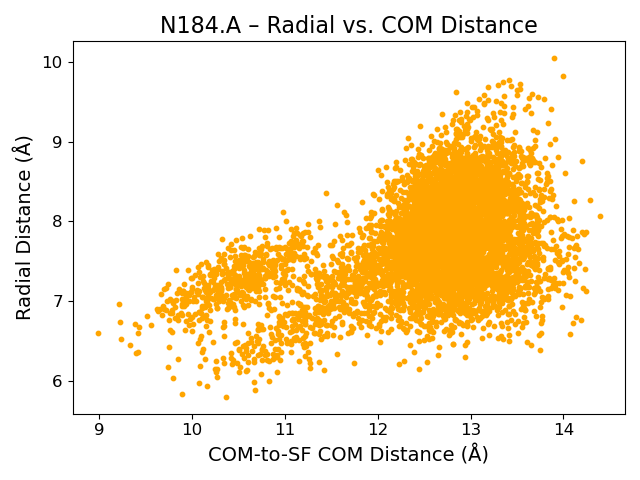 N184.A – Radial vs. COM Distance
10
9
8
7
6
Radial Distance (Å)
9 10 11 12 13 14
COM-to-SF COM Distance (Å)